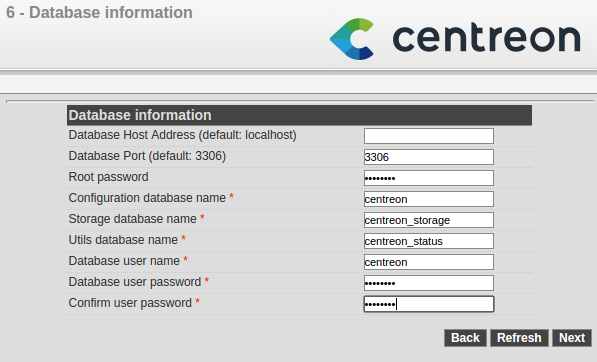 6 - Database information
centreon
Database information
Database Host Address (default: localhost)
Database Port (default: 3306) 3306
Root password ••••••••
Configuration database name * centreon
Storage database name * centreon_storage
Utils database name * centreon_status
Database user name * centreon
Database user password * ••••••••
Confirm user password * ••••••••
Back Refresh Next